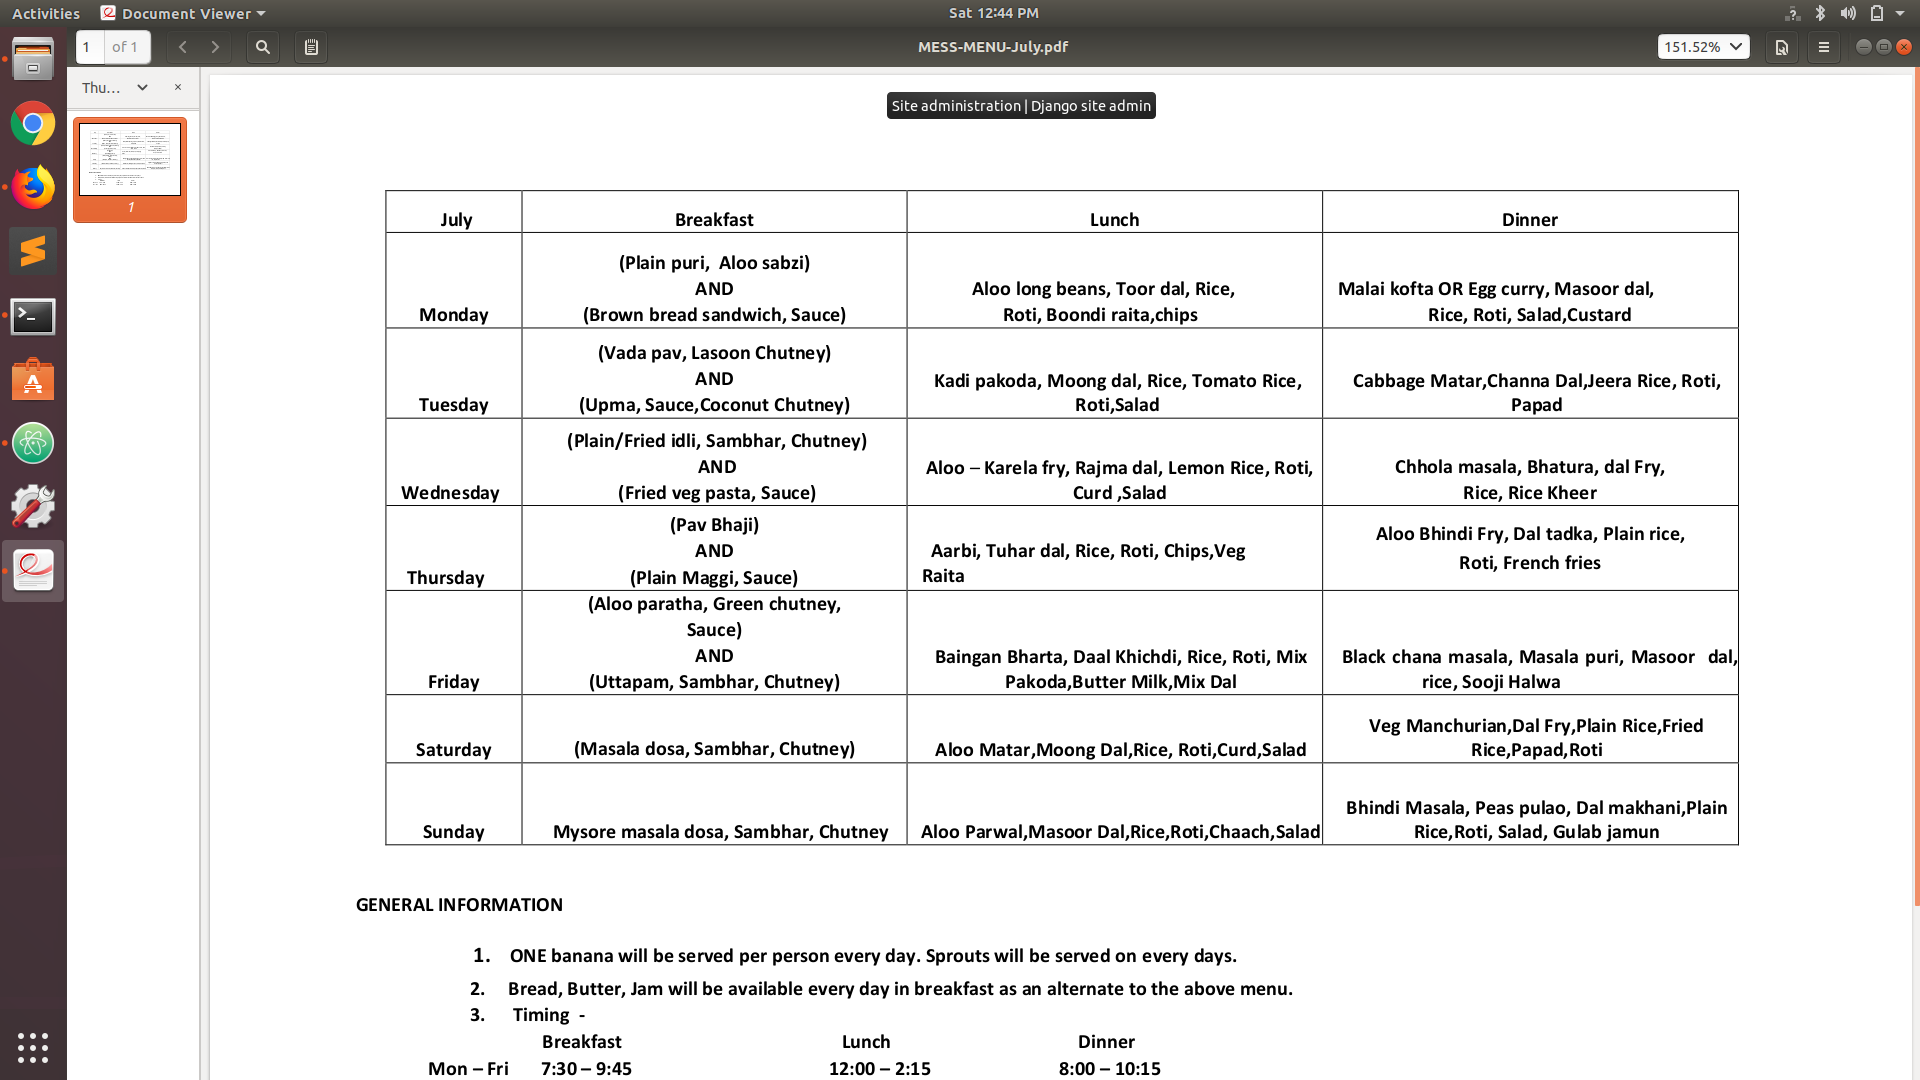 Activities
Document Viewer
Sat 12:44 PM
1
of 1
MESS-MENU-July.pdf
151.52%
Thu...
1
Site administration | Django site admin
July Breakfast Lunch Dinner
(Plain puri,  Aloo sabzi)
AND
(Brown bread sandwich, Sauce)
Monday
Aloo long beans, Toor dal, Rice,
Roti, Boondi raita,chips
Malai kofta OR Egg curry, Masoor dal,
Rice, Roti, Salad,Custard
(Vada pav, Lasoon Chutney)
AND
(Upma, Sauce,Coconut Chutney)
Tuesday
Kadi pakoda, Moong dal, Rice, Tomato Rice,
Roti,Salad
Cabbage Matar,Channa Dal,Jeera Rice, Roti,
Papad
(Plain/Fried idli, Sambhar, Chutney)
AND
(Fried veg pasta, Sauce)
Wednesday
Aloo – Karela fry, Rajma dal, Lemon Rice, Roti,
Curd ,Salad
Chhola masala, Bhatura, dal Fry,
Rice, Rice Kheer
(Pav Bhaji)
AND
(Plain Maggi, Sauce)
Thursday
Aarbi, Tuhar dal, Rice, Roti, Chips,Veg
Raita
Aloo Bhindi Fry, Dal tadka, Plain rice,
Roti, French fries
(Aloo paratha, Green chutney,
Sauce)
AND
(Uttapam, Sambhar, Chutney)
Friday
Baingan Bharta, Daal Khichdi, Rice, Roti, Mix
Pakoda,Butter Milk,Mix Dal
Black chana masala, Masala puri, Masoor  dal,
rice, Sooji Halwa
Saturday
(Masala dosa, Sambhar, Chutney)
Aloo Matar,Moong Dal,Rice, Roti,Curd,Salad
Veg Manchurian,Dal Fry,Plain Rice,Fried
Rice,Papad,Roti
Sunday
Mysore masala dosa, Sambhar, Chutney
Aloo Parwal,Masoor Dal,Rice,Roti,Chaach,Salad
Bhindi Masala, Peas pulao, Dal makhani,Plain
Rice,Roti, Salad, Gulab jamun
GENERAL INFORMATION
1. ONE banana will be served per person every day. Sprouts will be served on every days.
2. Bread, Butter, Jam will be available every day in breakfast as an alternate to the above menu.
3. Timing  -
Breakfast Lunch Dinner
Mon – Fri 7:30 – 9:45 12:00 – 2:15 8:00 – 10:15